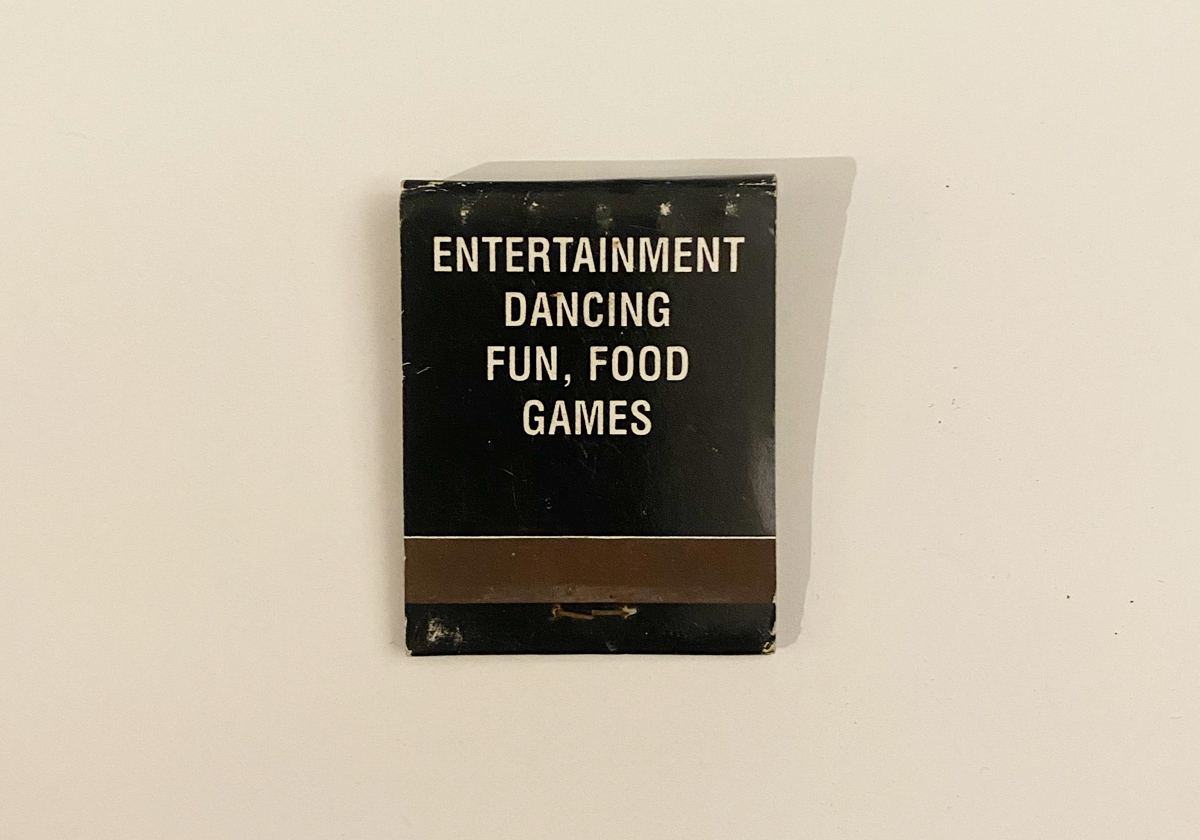 ENTERTAINMENT
DANCING
FUN, FOOD
GAMES